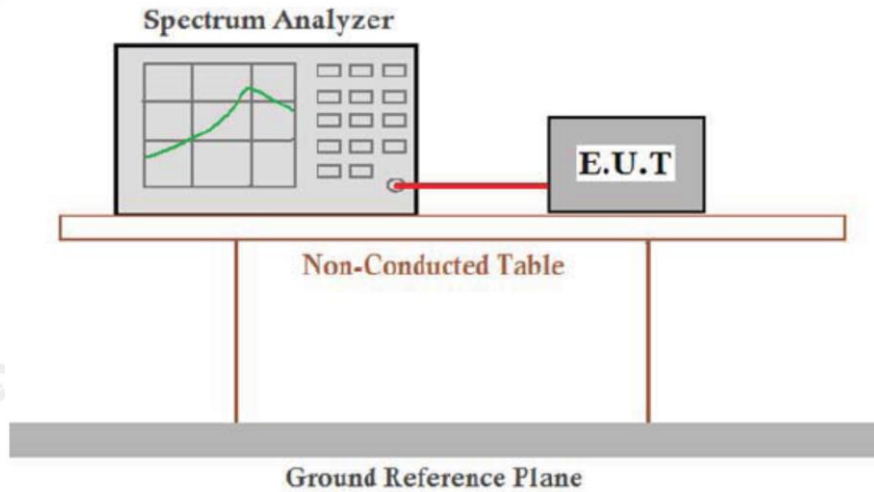 Spectrum Analyzer
E.U.T
Non-Conducted Table
Ground Reference Plane